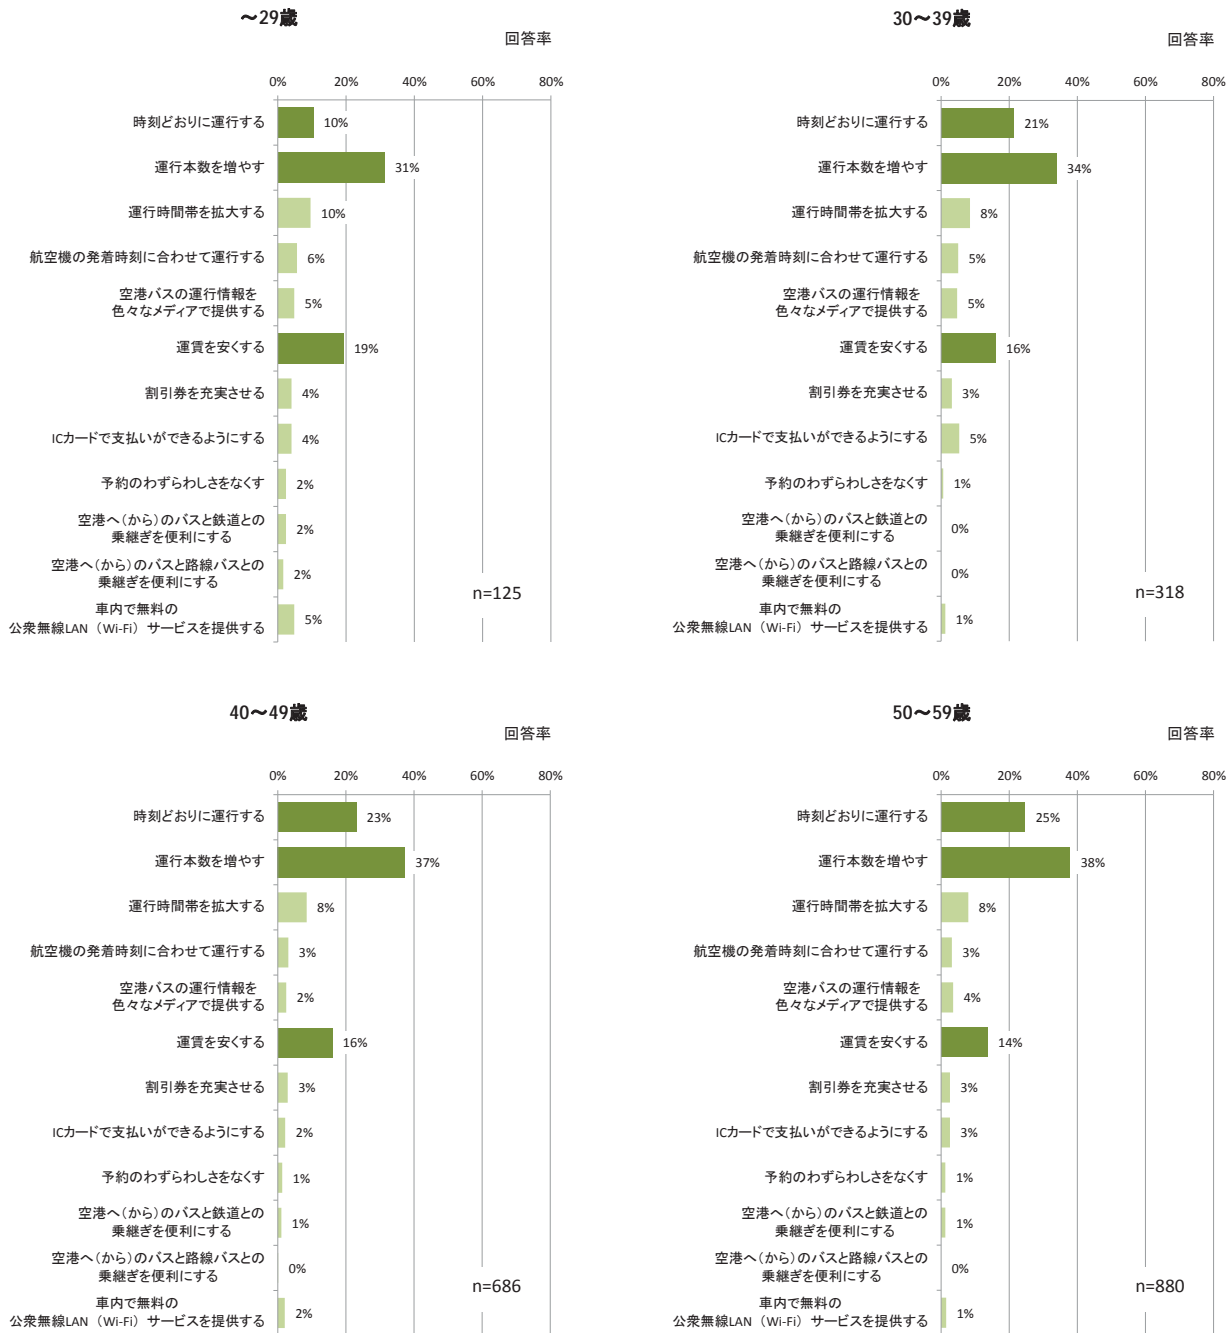 ～29歳
回答率
0% 20% 40% 60% 80%
時刻どおりに運行する 10%
運行本数を増やす 31%
運行時間帯を拡大する 10%
航空機の発着時刻に合わせて運行する 6%
空港バスの運行情報を
色々なメディアで提供する 5%
運賃を安くする 19%
割引券を充実させる 4%
ICカードで支払いができるようにする 4%
予約のわずらわしさをなくす 2%
空港へ（から）のバスと鉄道との
乗継ぎを便利にする 2%
空港へ（から）のバスと路線バスとの
乗継ぎを便利にする 2%
車内で無料の
公衆無線LAN（Wi-Fi）サービスを提供する 5%
n=125
30～39歳
回答率
0% 20% 40% 60% 80%
時刻どおりに運行する 21%
運行本数を増やす 34%
運行時間帯を拡大する 8%
航空機の発着時刻に合わせて運行する 5%
空港バスの運行情報を
色々なメディアで提供する 5%
運賃を安くする 16%
割引券を充実させる 3%
ICカードで支払いができるようにする 5%
予約のわずらわしさをなくす 1%
空港へ（から）のバスと鉄道との
乗継ぎを便利にする 0%
空港へ（から）のバスと路線バスとの
乗継ぎを便利にする 0%
車内で無料の
公衆無線LAN（Wi-Fi）サービスを提供する 1%
n=318
40～49歳
回答率
0% 20% 40% 60% 80%
時刻どおりに運行する 23%
運行本数を増やす 37%
運行時間帯を拡大する 8%
航空機の発着時刻に合わせて運行する 3%
空港バスの運行情報を
色々なメディアで提供する 2%
運賃を安くする 16%
割引券を充実させる 3%
ICカードで支払いができるようにする 2%
予約のわずらわしさをなくす 1%
空港へ（から）のバスと鉄道との
乗継ぎを便利にする 1%
空港へ（から）のバスと路線バスとの
乗継ぎを便利にする 0%
車内で無料の
公衆無線LAN（Wi-Fi）サービスを提供する 2%
n=686
50～59歳
回答率
0% 20% 40% 60% 80%
時刻どおりに運行する 25%
運行本数を増やす 38%
運行時間帯を拡大する 8%
航空機の発着時刻に合わせて運行する 3%
空港バスの運行情報を
色々なメディアで提供する 4%
運賃を安くする 14%
割引券を充実させる 3%
ICカードで支払いができるようにする 3%
予約のわずらわしさをなくす 1%
空港へ（から）のバスと鉄道との
乗継ぎを便利にする 1%
空港へ（から）のバスと路線バスとの
乗継ぎを便利にする 0%
車内で無料の
公衆無線LAN（Wi-Fi）サービスを提供する 1%
n=880